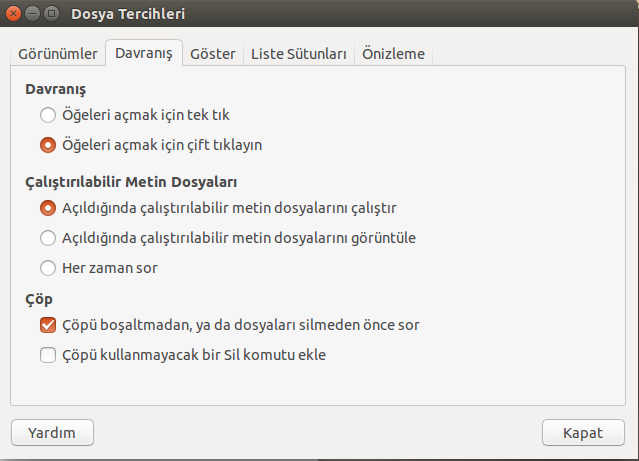 Dosya Tercihleri
Görünümler Davranış Göster Liste Sütunları Önizleme
Davranış
Öğeleri açmak için tek tık
Öğeleri açmak için çift tıklayın
Çalıştırılabilir Metin Dosyaları
Açıldığında çalıştırılabilir metin dosyalarını çalıştır
Açıldığında çalıştırılabilir metin dosyalarını görüntüle
Her zaman sor
Çöp
Çöpü boşaltmadan, ya da dosyaları silmeden önce sor
Çöpü kullanmayacak bir Sil komutu ekle
Yardım Kapat